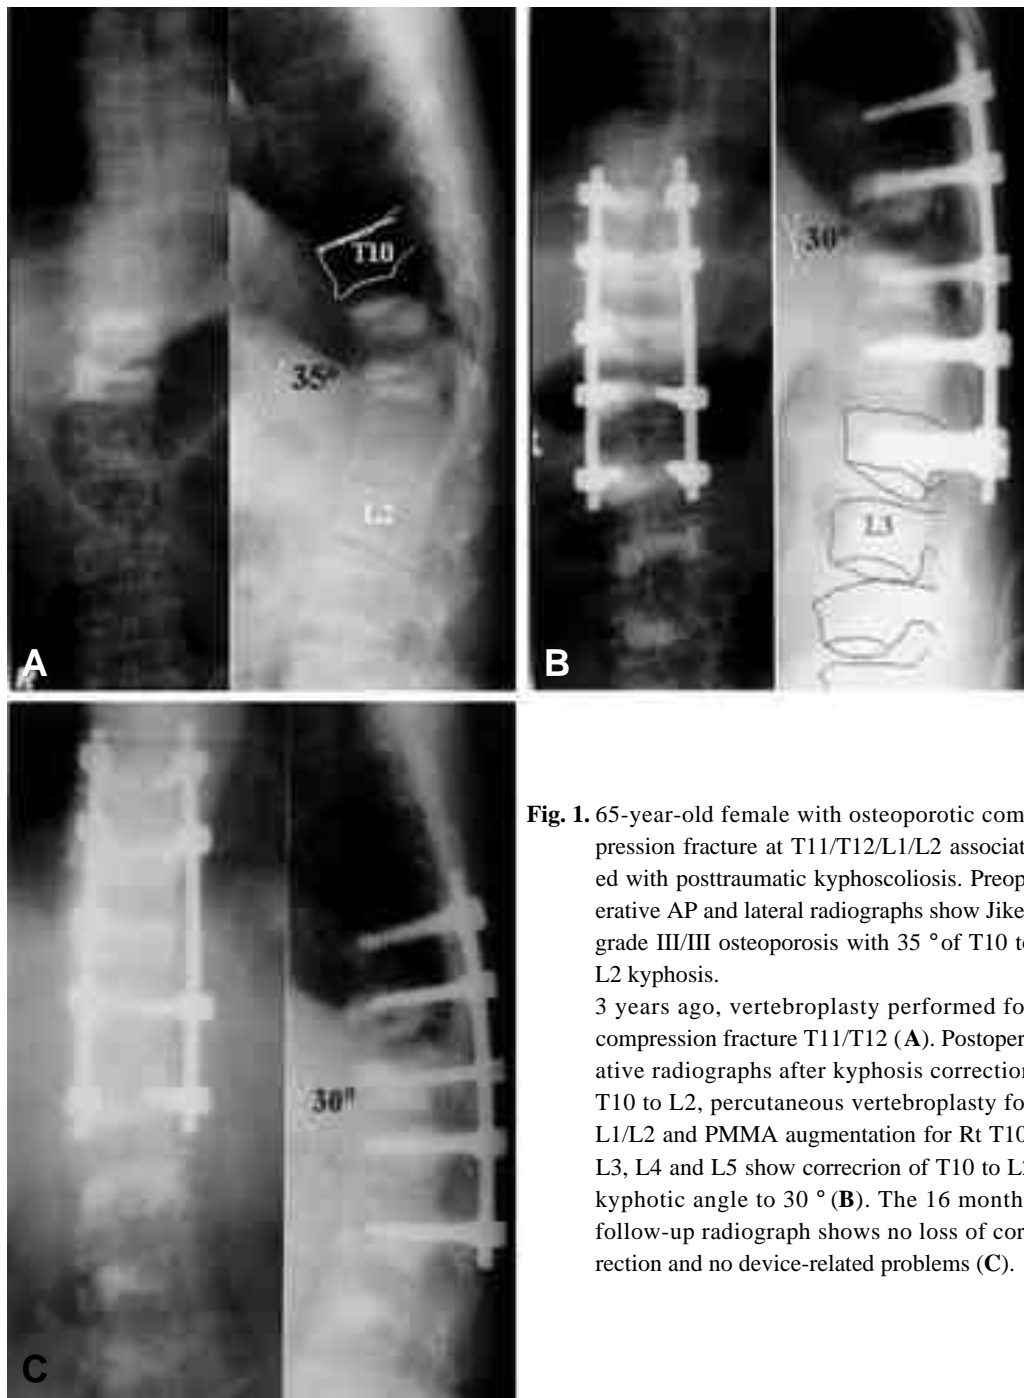 T10
35°
L2
A
30°
L3
B
30°
C
Fig. 1. 65-year-old female with osteoporotic com
pression fracture at T11/T12/L1/L2 associat
ed with posttraumatic kyphoscoliosis. Preop
erative AP and lateral radiographs show Jike
grade III/III osteoporosis with 35 ° of T10 to
L2 kyphosis.
3 years ago, vertebroplasty performed fo
compression fracture T11/T12 (A). Postoper
ative radiographs after kyphosis correction
T10 to L2, percutaneous vertebroplasty fo
L1/L2 and PMMA augmentation for Rt T10
L3, L4 and L5 show correcrion of T10 to L2
kyphotic angle to 30 ° (B). The 16 month
follow-up radiograph shows no loss of cor
rection and no device-related problems (C).